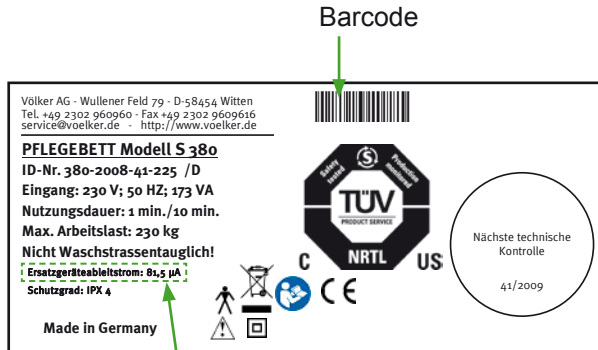 Barcode
Völker AG - Wullener Feld 79 - D-58454 Witten
Tel. +49 2302 960960 - Fax +49 2302 9609616
service@voelker.de - http://www.voelker.de
PFLEGEBETT Modell S 380
ID-Nr. 380-2008-41-225 /D
Eingang: 230 V; 50 HZ; 173 VA
Nutzungsdauer: 1 min./10 min.
Max. Arbeitslast: 230 kg
Nicht Waschstrassentauglich!
Ersatzgeräteableitstrom: 81,5 µA
Schutzgrad: IPX 4
Made in Germany
Safety tested
S
Production monitored
TÜV
PRODUCT SERVICE
C NRTL US
CE
Nächste technische
Kontrolle
41/2009